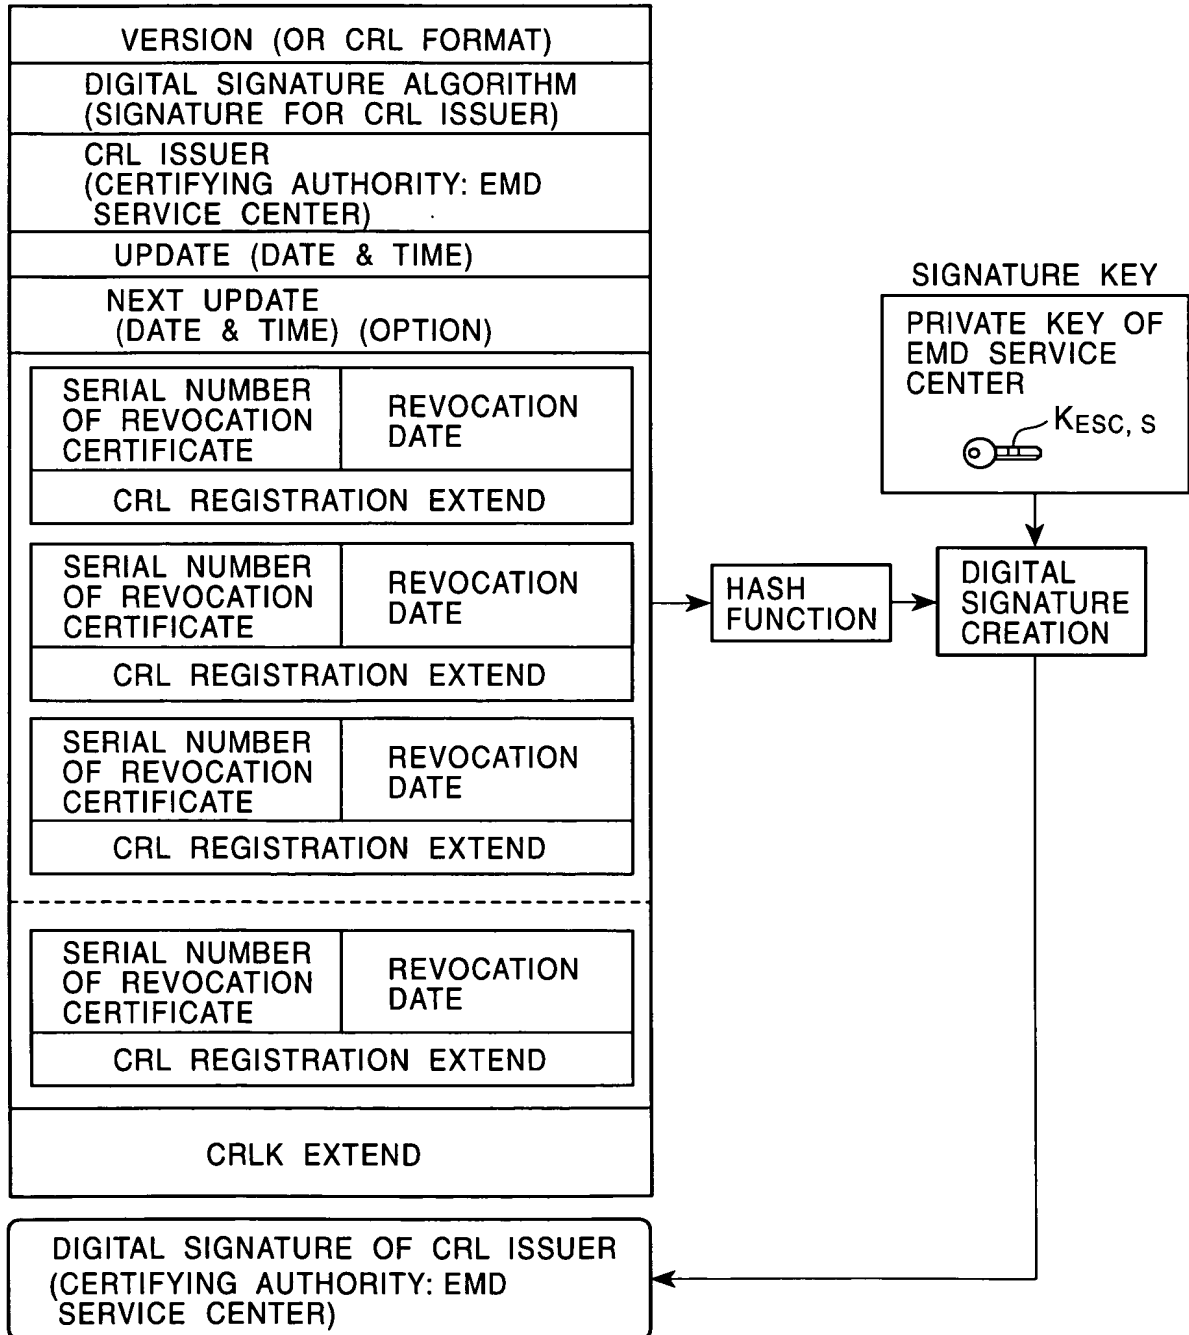 VERSION (OR CRL FORMAT)
DIGITAL SIGNATURE ALGORITHM
(SIGNATURE FOR CRL ISSUER)
CRL ISSUER
(CERTIFYING AUTHORITY: EMD
SERVICE CENTER)
UPDATE (DATE & TIME)
NEXT UPDATE
(DATE & TIME) (OPTION)
SERIAL NUMBER
OF REVOCATION
CERTIFICATE
REVOCATION
DATE
CRL REGISTRATION EXTEND
SERIAL NUMBER
OF REVOCATION
CERTIFICATE
REVOCATION
DATE
CRL REGISTRATION EXTEND
SERIAL NUMBER
OF REVOCATION
CERTIFICATE
REVOCATION
DATE
CRL REGISTRATION EXTEND
SERIAL NUMBER
OF REVOCATION
CERTIFICATE
REVOCATION
DATE
CRL REGISTRATION EXTEND
CRLK EXTEND
SIGNATURE KEY
PRIVATE KEY OF
EMD SERVICE
CENTER
KESC, S
HASH
FUNCTION
DIGITAL
SIGNATURE
CREATION
DIGITAL SIGNATURE OF CRL ISSUER
(CERTIFYING AUTHORITY: EMD
SERVICE CENTER)